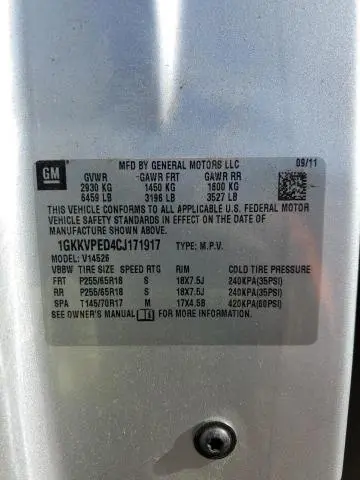 GM MFD BY GENERAL MOTORS LLC 09/11
GVWR GAWR FRT GAWR RR
2930 KG 1450 KG 1600 KG
6459 LB 3196 LB 3527 LB
THIS VEHICLE CONFORMS TO ALL APPLICABLE U.S. FEDERAL MOTOR
VEHICLE SAFETY STANDARDS IN EFFECT ON THE DATE OF
MANUFACTURE SHOWN ABOVE.
1GKKVPED4CJ171917 TYPE: M.P.V.
MODEL: V14526
VBBW TIRE SIZE SPEED RTG RIM COLD TIRE PRESSURE
FRT P255/65R18 S 18X7.5J 240KPA(35PSI)
RR P255/65R18 S 18X7.5J 240KPA(35PSI)
SPA T145/70R17 M 17X4.5B 420KPA(60PSI)
SEE OWNER'S MANUAL FOR MORE INFORMATION.